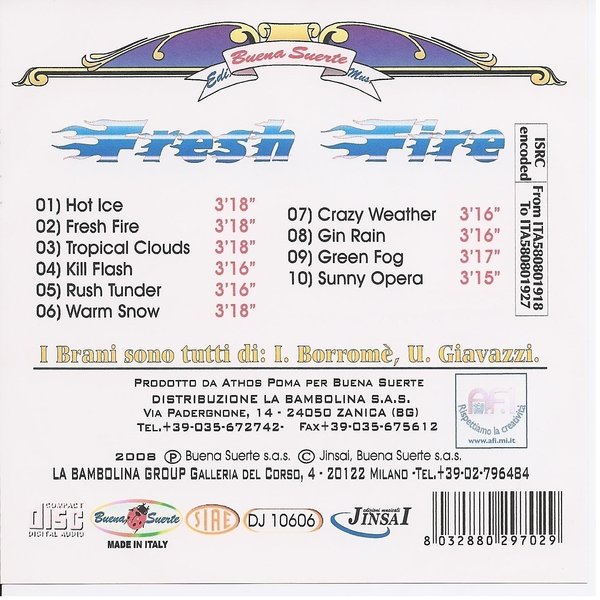 Buena Suerte
Edi Mus
Fresh Fire
01) Hot Ice 3'18"
02) Fresh Fire 3'18"
03) Tropical Clouds 3'18"
04) Kill Flash 3'16"
05) Rush Tunder 3'16"
06) Warm Snow 3'18"
07) Crazy Weather 3'16"
08) Gin Rain 3'16"
09) Green Fog 3'17"
10) Sunny Opera 3'15"
ISRC encoded
From ITA580801918
To ITA580801927
I Brani sono tutti di: I. Borromè, U. Giavazzi.
Prodotto da Athos Poma per Buena Suerte
DISTRIBUZIONE LA BAMBOLINA S.A.S.
Via Padergnone, 14 - 24050 ZANICA (BG)
Tel.+39-035-672742- Fax+39-035-675612
A.F.I.
Rispettiamo la creatività
www.afi.mi.it
2008 Ⓟ Buena Suerte s.a.s. © Jinsai, Buena Suerte s.a.s.
LA BAMBOLINA GROUP Galleria del Corso, 4 - 20122 Milano -Tel.+39-02-796484
COMPACT
DISC
DIGITAL AUDIO
Buena Suerte
MADE IN ITALY
SIAE
DJ 10606
edizioni musicali
JINSAI
8 032880 297029